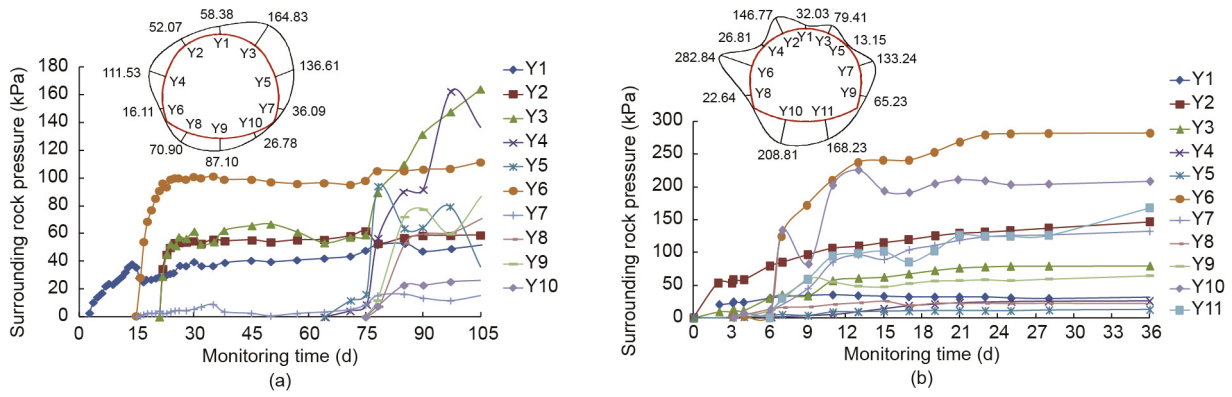 58.38
164.83
52.07
136.61
111.53
16.11
36.09
70.90
26.78
87.10
Y1
Y2
Y3
Y4
Y5
Y6
Y7
Y8
Y9
Y10
Surrounding rock pressure (kPa)
180
160
140
120
100
80
60
40
20
0
0
15
30
45
60
75
90
105
Monitoring time (d)
(a)
Y1
Y2
Y3
Y4
Y5
Y6
Y7
Y8
Y9
Y10
146.77
32.03
79.41
26.81
13.15
282.84
133.24
22.64
65.23
208.81
168.23
Y1
Y2
Y3
Y4
Y5
Y6
Y7
Y8
Y9
Y10
Y11
Surrounding rock pressure (kPa)
300
250
200
150
100
50
0
0
3
6
9
12
15
18
21
24
27
30
33
36
Monitoring time (d)
(b)
Y1
Y2
Y3
Y4
Y5
Y6
Y7
Y8
Y9
Y10
Y11